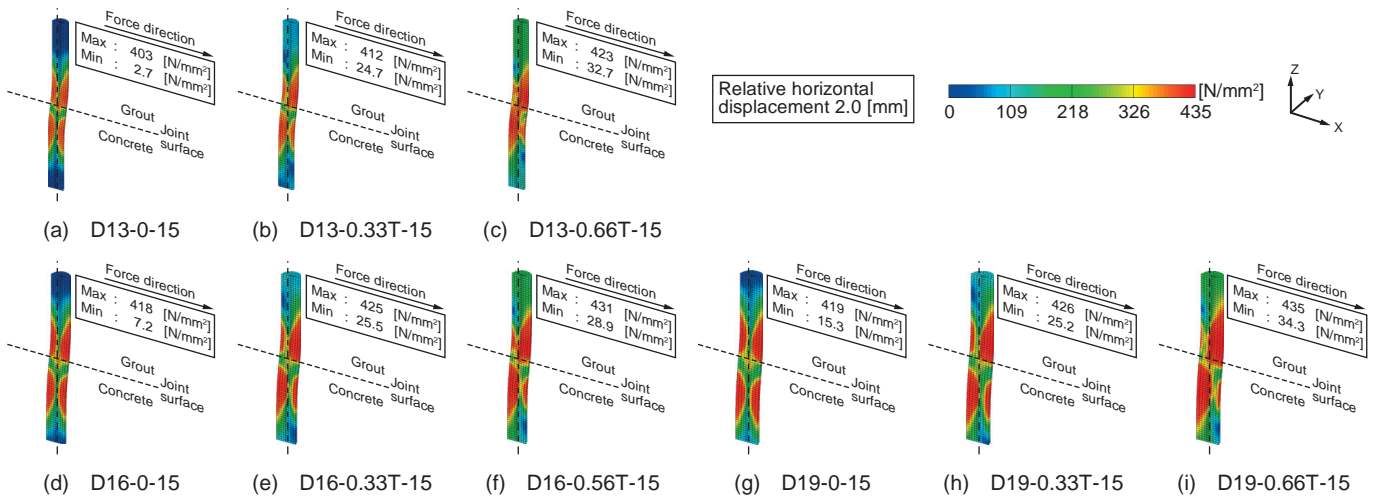 Force direction
Max : 403 [N/mm²]
Min : 2.7 [N/mm²]
Grout
Joint
Concrete
surface
(a) D13-0-15
Force direction
Max : 412 [N/mm²]
Min : 24.7 [N/mm²]
Grout
Joint
Concrete
surface
(b) D13-0.33T-15
Force direction
Max : 423 [N/mm²]
Min : 32.7 [N/mm²]
Grout
Joint
Concrete
surface
(c) D13-0.66T-15
Relative horizontal
displacement 2.0 [mm]
[N/mm²]
0 109 218 326 435
Z
Y
X
Force direction
Max : 418 [N/mm²]
Min : 7.2 [N/mm²]
Grout
Joint
Concrete
surface
(d) D16-0-15
Force direction
Max : 425 [N/mm²]
Min : 25.5 [N/mm²]
Grout
Joint
Concrete
surface
(e) D16-0.33T-15
Force direction
Max : 431 [N/mm²]
Min : 28.9 [N/mm²]
Grout
Joint
Concrete
surface
(f) D16-0.56T-15
Force direction
Max : 419 [N/mm²]
Min : 15.3 [N/mm²]
Grout
Joint
Concrete
surface
(g) D19-0-15
Force direction
Max : 426 [N/mm²]
Min : 25.2 [N/mm²]
Grout
Joint
Concrete
surface
(h) D19-0.33T-15
Force direction
Max : 435 [N/mm²]
Min : 34.3 [N/mm²]
Grout
Joint
Concrete
surface
(i) D19-0.66T-15